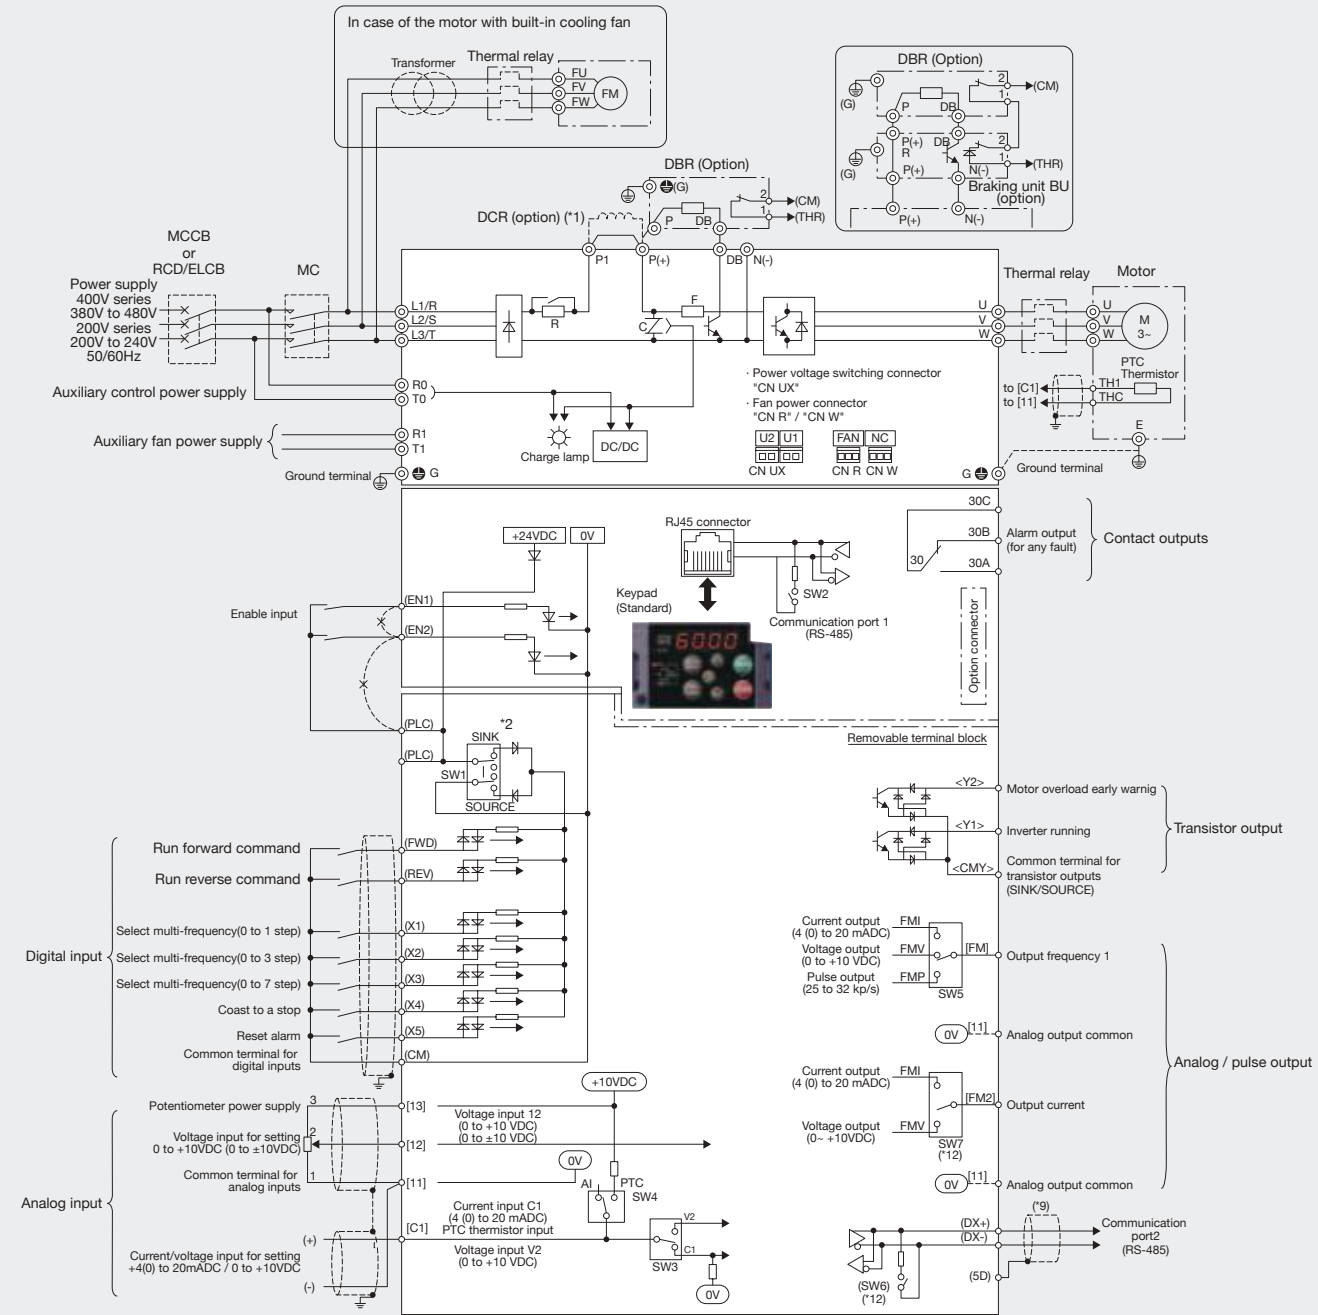 In case of the motor with built-in cooling fan
Transformer
Thermal relay
FU
FV
FW
FM
DBR (Option)
(G)
P
DB
2
1
(CM)
(G)
P(+)
R
DB
2
1
P(+)
N(-)
(THR)
Braking unit BU
(option)
P(+)
N(-)
DBR (Option)
(G)
P
DB
2
1
(CM)
(THR)
DCR (option) (*1)
P1
P(+)
DB
N(-)
MCCB
or
RCD/ELCB
MC
Power supply
400V series
380V to 480V
200V series
200V to 240V
50/60Hz
L1/R
L2/S
L3/T
R
C
F
U
V
W
Thermal relay
Motor
U
V
W
M
3~
PTC
Thermistor
to [C1]
to [11]
TH1
THC
E
Auxiliary control power supply
R0
T0
Auxiliary fan power supply
R1
T1
Charge lamp
DC/DC
· Power voltage switching connector
"CN UX"
· Fan power connector
"CN R" / "CN W"
U2 U1
FAN NC
CN UX
CN R CN W
Ground terminal
G
G
Ground terminal
+24VDC
0V
RJ45 connector
Keypad
(Standard)
6000
SW2
Communication port 1
(RS-485)
30C
30B
30A
30
Alarm output
(for any fault)
Contact outputs
Option connector
Enable input
(EN1)
(EN2)
(PLC)
(PLC)
*2
SINK
SW1
SOURCE
Removable terminal block
<Y2>
Motor overload early warnig
<Y1>
Inverter running
<CMY>
Common terminal for
transistor outputs
(SINK/SOURCE)
Transistor output
Digital input
Run forward command
(FWD)
Run reverse command
(REV)
Select multi-frequency(0 to 1 step)
(X1)
Select multi-frequency(0 to 3 step)
(X2)
Select multi-frequency(0 to 7 step)
(X3)
Coast to a stop
(X4)
Reset alarm
(X5)
Common terminal for
digital inputs
(CM)
Current output
(4 (0) to 20 mADC)
FMI
Voltage output
(0 to +10 VDC)
FMV
Pulse output
(25 to 32 kp/s)
FMP
SW5
[FM]
Output frequency 1
0V
[11]
Analog output common
Current output
(4 (0) to 20 mADC)
FMI
Voltage output
(0~ +10VDC)
FMV
SW7
(*12)
[FM2]
Output current
0V
[11]
Analog output common
Analog / pulse output
Analog input
Potentiometer power supply
3
[13]
+10VDC
Voltage input for setting
0 to +10VDC (0 to ±10VDC)
2
[12]
Voltage input 12
(0 to +10 VDC)
(0 to ±10 VDC)
Common terminal for
analog inputs
1
[11]
0V
AI
PTC
SW4
[C1]
Current input C1
(4 (0) to 20 mADC)
PTC thermistor input
Voltage input V2
(0 to +10 VDC)
(+)
Current/voltage input for setting
+4(0) to 20mADC / 0 to +10VDC
(-)
V2
C1
SW3
0V
(*9)
(DX+)
(DX-)
(5D)
(SW6)
(*12)
Communication
port2
(RS-485)